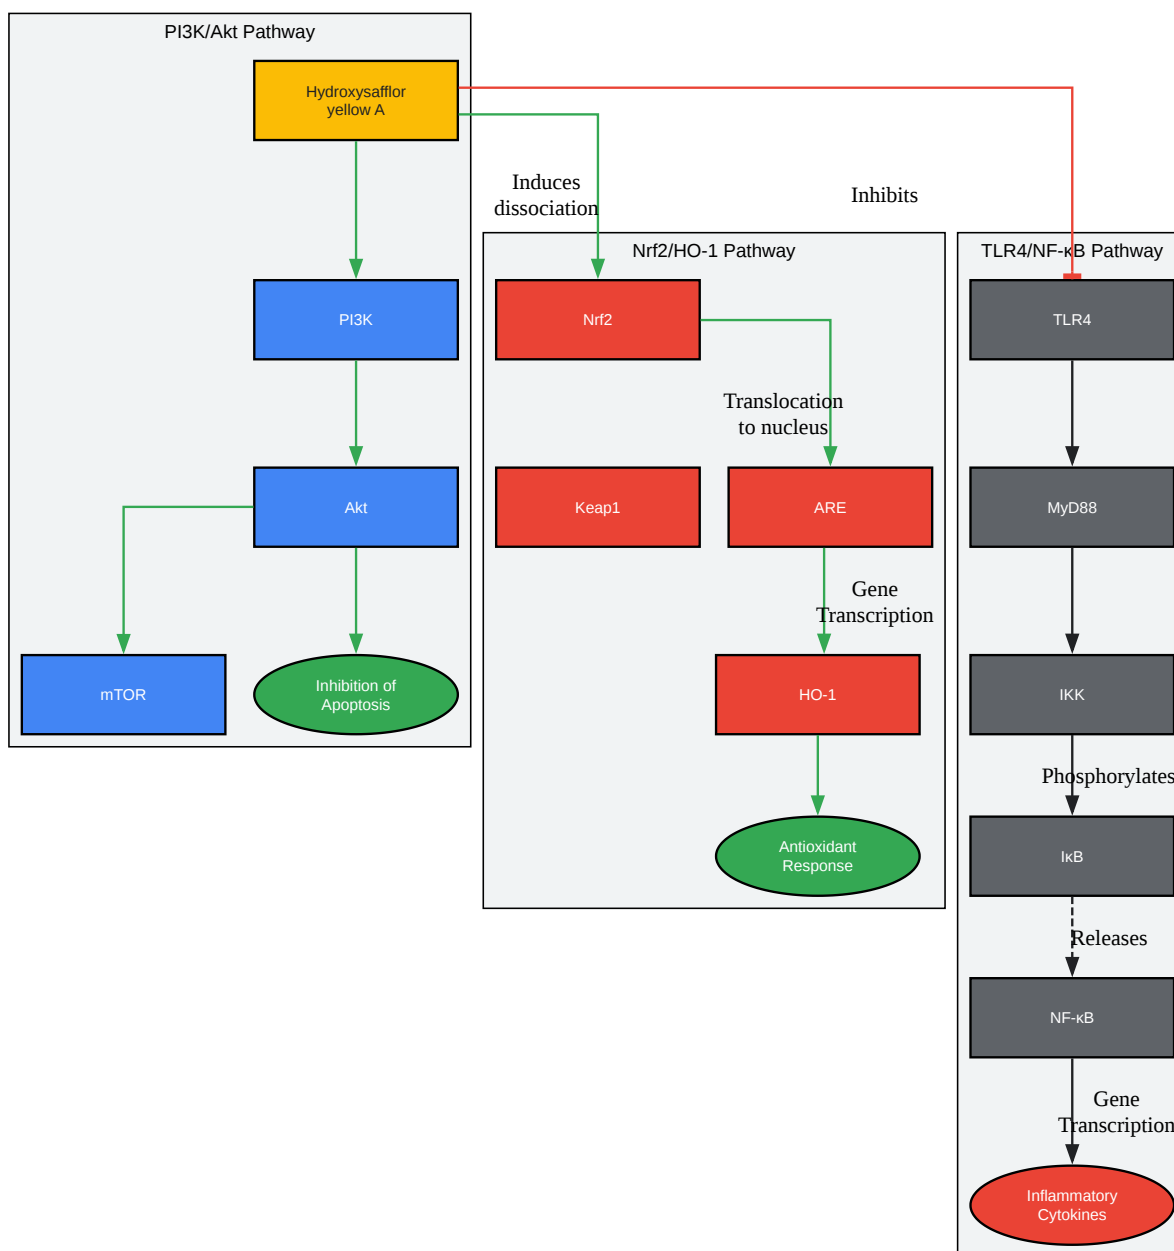 PI3K/Akt Pathway
Hydroxysafflor
yellow A
Induces
dissociation
Inhibits
Nrf2/HO-1 Pathway
TLR4/NF-κB Pathway
PI3K
Nrf2
TLR4
Translocation
to nucleus
Akt
Keap1
ARE
MyD88
Gene
Transcription
mTOR
Inhibition of
Apoptosis
HO-1
IKK
Phosphorylates
Antioxidant
Response
IκB
Releases
NF-κB
Gene
Transcription
Inflammatory
Cytokines